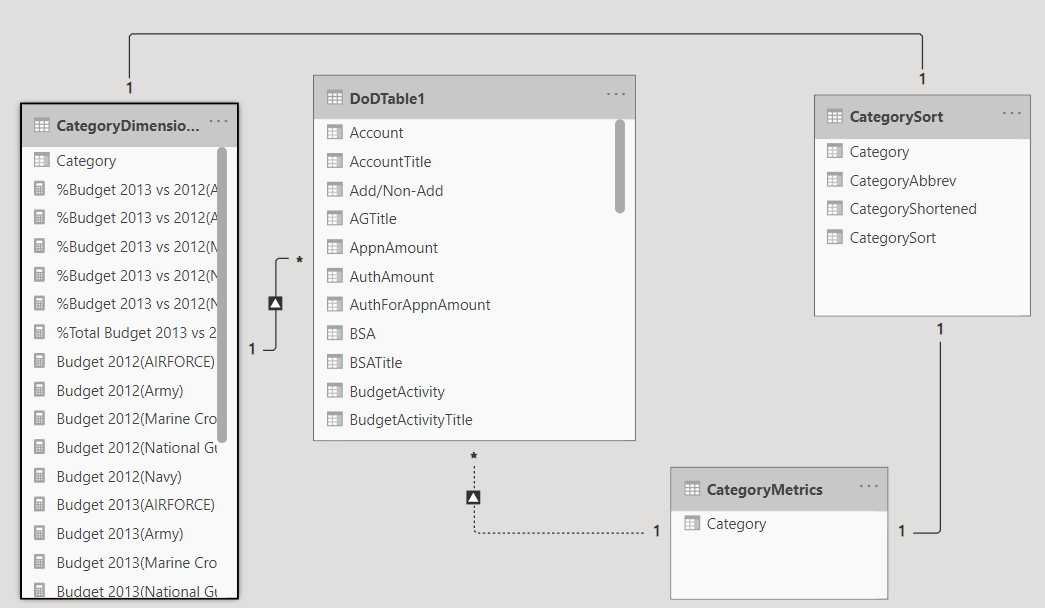 1
1
CategoryDimensio...
Category
%Budget 2013 vs 2012(A
%Budget 2013 vs 2012(A
%Budget 2013 vs 2012(M
%Budget 2013 vs 2012(N
%Budget 2013 vs 2012(N
%Total Budget 2013 vs 2
Budget 2012(AIRFORCE)
Budget 2012(Army)
Budget 2012(Marine Cro
Budget 2012(National Gu
Budget 2012(Navy)
Budget 2013(AIRFORCE)
Budget 2013(Army)
Budget 2013(Marine Cro
Budget 2013(National Gu
1
*
DoDTable1
Account
AccountTitle
Add/Non-Add
AGTitle
AppnAmount
AuthAmount
AuthForAppnAmount
BSA
BSATitle
BudgetActivity
BudgetActivityTitle
*
1
CategorySort
Category
CategoryAbbrev
CategoryShortened
CategorySort
1
CategoryMetrics
Category
1